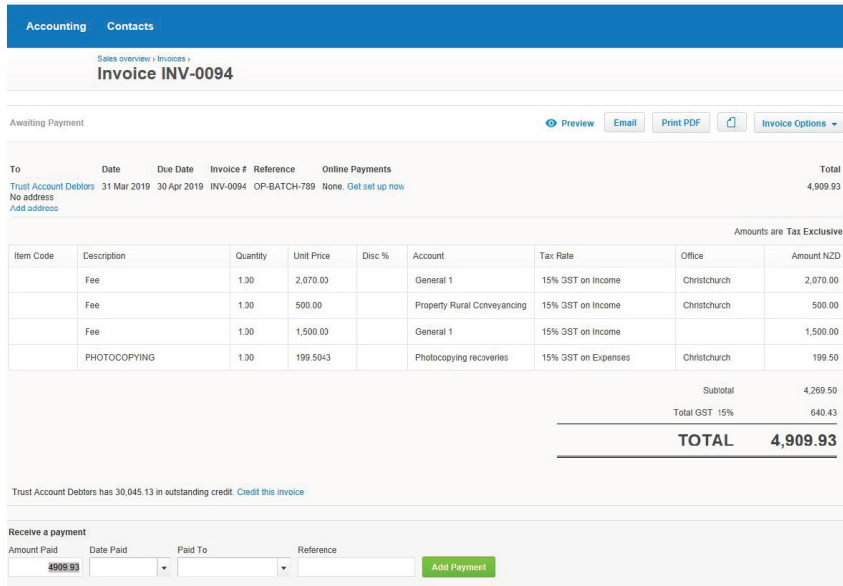 Accounting Contacts
Sales overview › Invoices ›
Invoice INV-0094
Awaiting Payment Preview Email Print PDF Invoice Options
To Date Due Date Invoice # Reference Online Payments Total
Trust Account Debtors 31 Mar 2019 30 Apr 2019 INV-0094 OP-BATCH-789 None. Get set up now 4,909.93
No address
Add address
Amounts are Tax Exclusive
Item Code Description Quantity Unit Price Disc % Account Tax Rate Office Amount NZD
Fee 1.00 2,070.00 General 1 15% GST on Income Christchurch 2,070.00
Fee 1.00 500.00 Property Rural Conveyancing 15% GST on Income Christchurch 500.00
Fee 1.00 1,500.00 General 1 15% GST on Income 1,500.00
PHOTOCOPYING 1.00 199.5043 Photocopying recoveries 15% GST on Expenses Christchurch 199.50
Subtotal 4,269.50
Total GST 15% 640.43
TOTAL 4,909.93
Trust Account Debtors has 30,045.13 in outstanding credit. Credit this invoice
Receive a payment
Amount Paid Date Paid Paid To Reference
4909.93 Add Payment